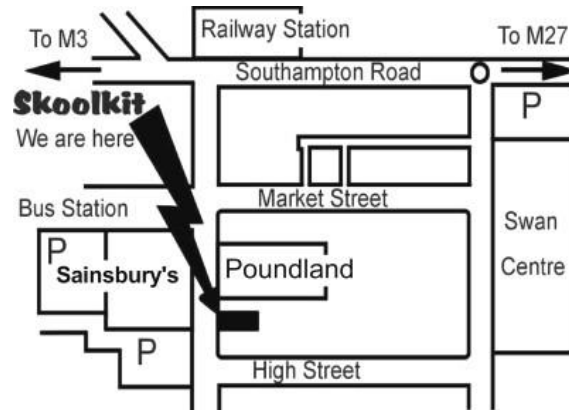 Railway Station
To M3
To M27
Southampton Road
Skoolkit
We are here
P
Market Street
Bus Station
Swan
Centre
P
Sainsbury's
Poundland
P
High Street